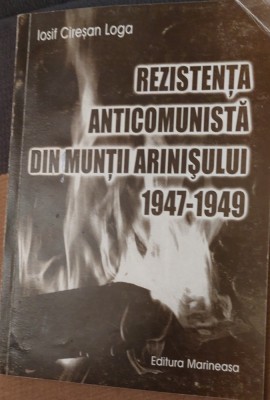 Iosif Cireșan Loga
REZISTENȚA
ANTICOMUNISTĂ
DIN MUNȚII ARINIȘULUI
1947-1949
Editura Marineasa